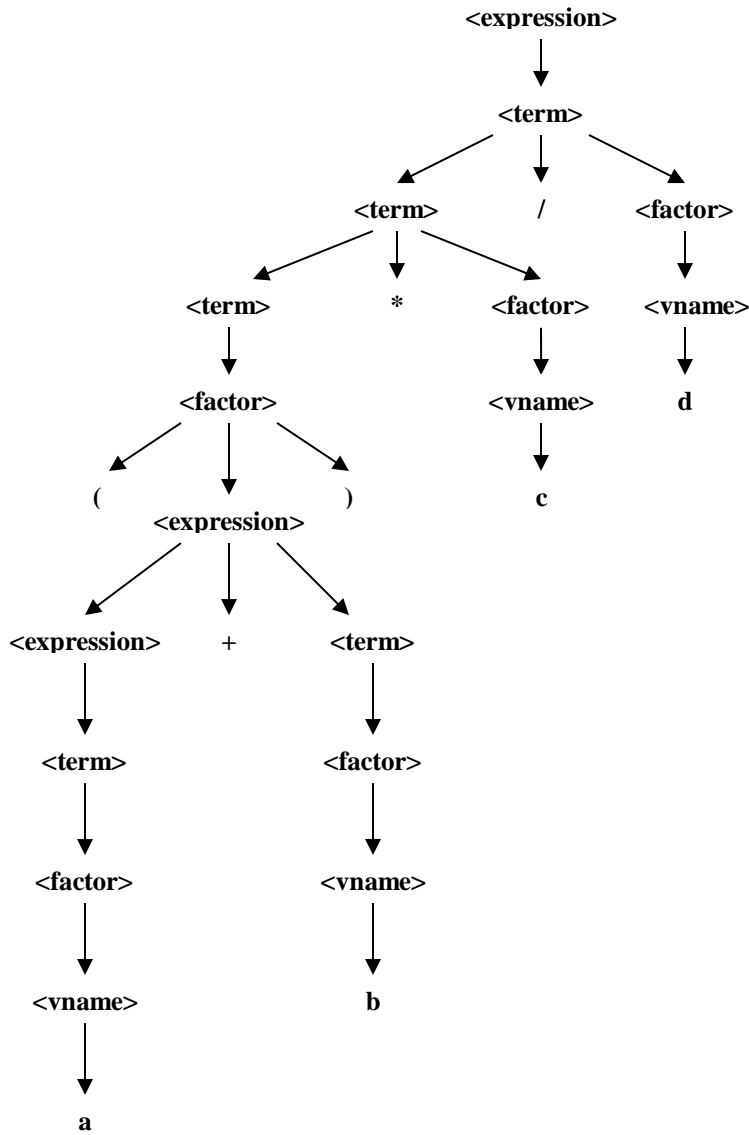 <expression>
<term>
<term> / <factor>
<term> * <factor> <vname>
<factor> <vname> d
( ) c
<expression>
<expression> + <term>
<term> <factor>
<factor> <vname>
<vname> b
a